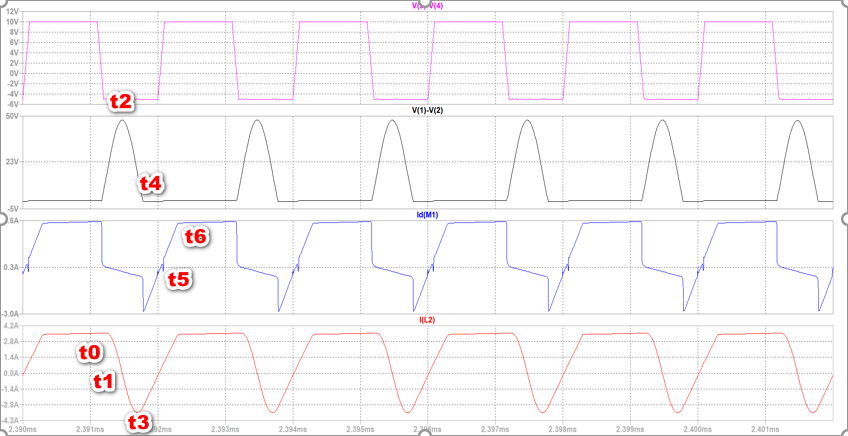 12V
10V
8V
6V
4V
2V
0V
-2V
-4V
-6V
t2
V(1)-V(2)
50V
23V
-5V
t4
Id(M1)
.6A
0.3A
-3.0A
t6
t5
I(L2)
4.2A
2.8A
1.4A
0.0A
-1.4A
-2.8A
-4.2A
t0
t1
t3
2.390ms
2.391ms
2.392ms
2.393ms
2.394ms
2.395ms
2.396ms
2.397ms
2.398ms
2.399ms
2.400ms
2.401ms